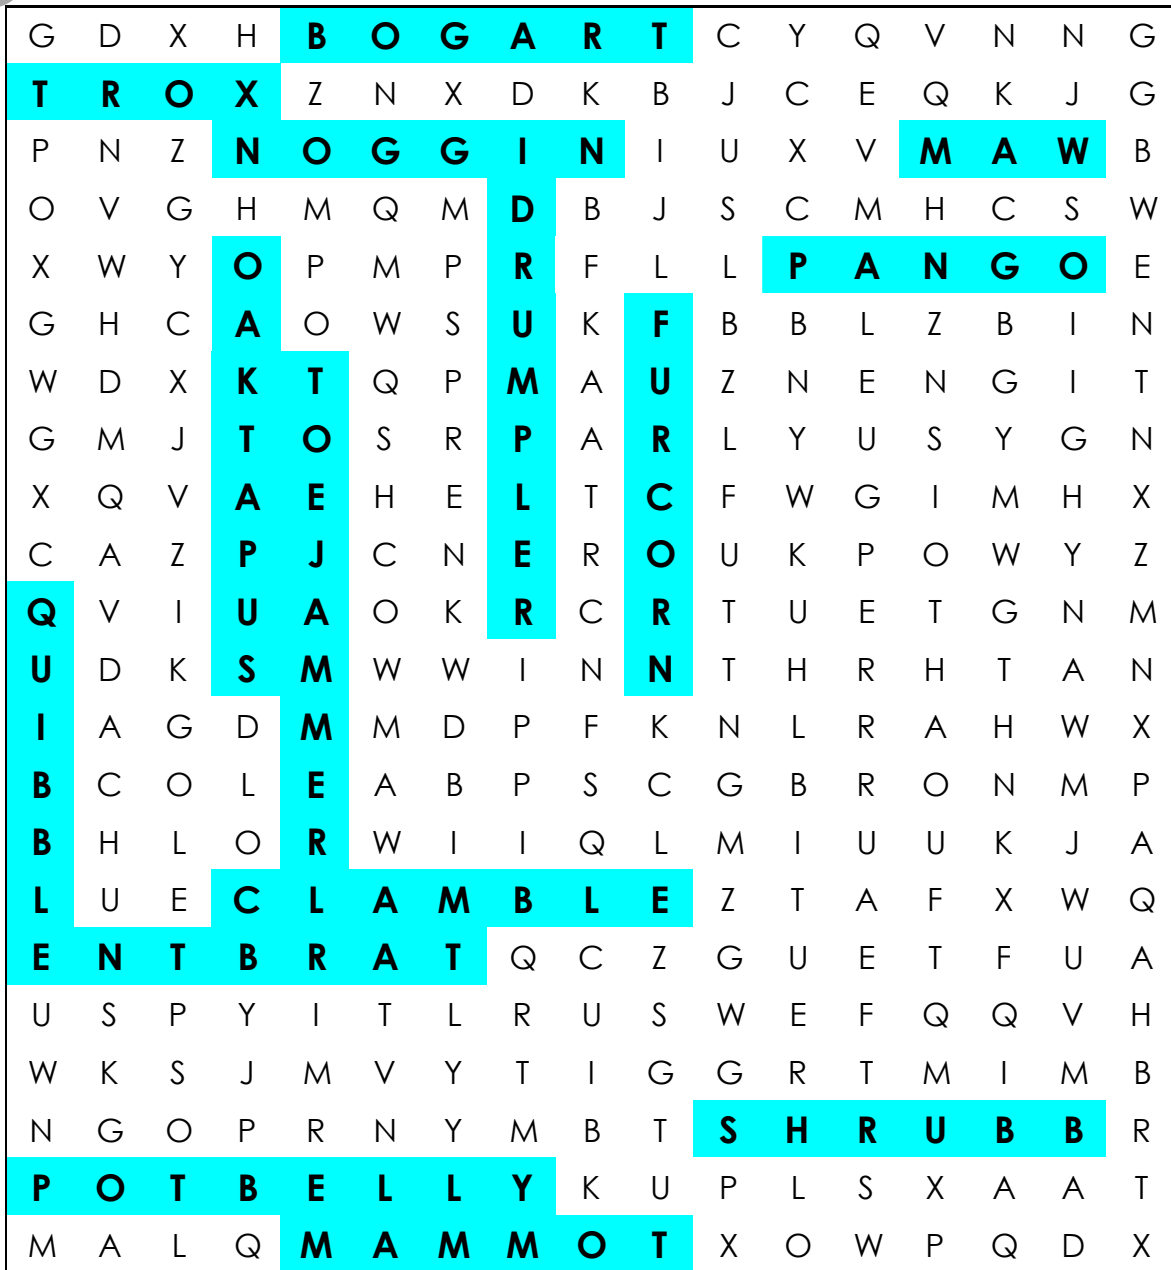 G D X H B O G A R T C Y Q V N N G
T R O X Z N X D K B J C E Q K J G
P N Z N O G G I N I U X V M A W B
O V G H M Q M D B J S C M H C S W
X W Y O P M P R F L L P A N G O E
G H C A O W S U K F B B L Z B I N
W D X K T Q P M A U Z N E N G I T
G M J T O S R P A R L Y U S Y G N
X Q V A E H E L T C F W G I M H X
C A Z P J C N E R O U K P O W Y Z
Q V I U A O K R C R T U E T G N M
U D K S M W W I N N T H R H T A N
I A G D M M D P F K N L R A H W X
B C O L E A B P S C G B R O N M P
B H L O R W I I Q L M I U U K J A
L U E C L A M B L E Z T A F X W Q
E N T B R A T Q C Z G U E T F U A
U S P Y I T L R U S W E F Q Q V H
W K S J M V Y T I G G R T M I M B
N G O P R N Y M B T S H R U B B R
P O T B E L L Y K U P L S X A A T
M A L Q M A M M O T X O W P Q D X